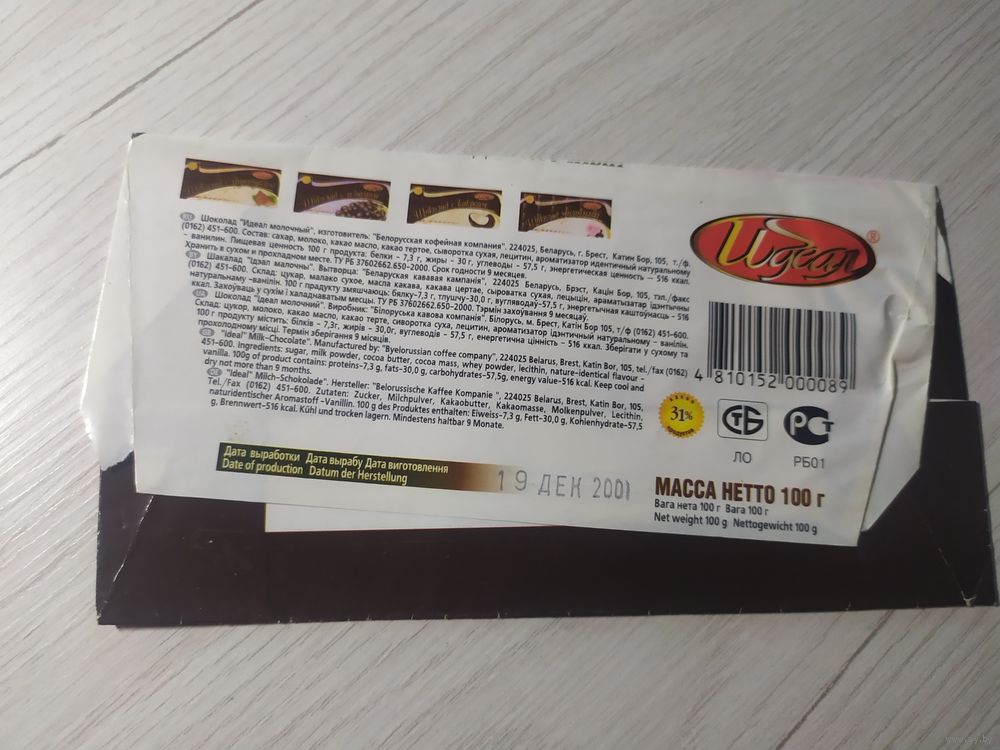 RU Шоколад "Идеал молочный", изготовитель: "Белорусская кофейная компания". 224025, Беларусь, г. Брест, Катин Бор, 105, т./ф.
(0162) 451-600. Состав: сахар, молоко, какао масло, какао тертое, сыворотка сухая, лецитин, ароматизатор идентичный натуральному
- ванилин. Пищевая ценность 100 г продукта: белки - 7,3 г, жиры - 30 г, углеводы - 57,5 г, энергетическая ценность - 516 ккал.
Хранить в сухом и прохладном месте. ТУ РБ 37602662.650-2000. Срок годности 9 месяцев.
BY Шакалад "Ідэал малочны". Вытворца: "Беларуская кававая кампанія". 224025, Беларусь, Брэст, Кацін Бор, 105, тэл./факс
(0162) 451-600. Склад: цукар, малако сухое, масла какава, какава цертае, сыроватка сухая, лецыцін, араматызатар ідэнтычны
натуральнаму -ванілін. 100 г прадукту змяшчаюць: бялку-7,3 г, тлушчу-30,0 г, вугляводаў-57,5 г, энергетычная каштоўнасць - 516
ккал. Захоўваць у сухім і халаднаватым месцы. ТУ РБ 37602662.650-2000. Тэрмін захоўвання 9 месяцаў.
UA Шоколад "Ідеал молочний". Виробник: "Білоруська кавова компанія". Білорусь, м. Брест, Катін Бор 105, т/ф (0162) 451-600.
Склад: цукор, молоко, какао масло, какао терте, сиворотка суха, лецитин, ароматизатор ідентичный натуральному - ванілін.
100 г продукту містить: білків - 7,3г, жирів - 30,0г, вуглеводів - 57,5 г, енергетична цінність - 516 ккал. Зберігати у сухому та
прохолодному місці. Термін зберігання 9 місяців.
"Ideal" Milk-Chocolate". Manufactured by: "Byelorussian coffee company", 224025 Belarus, Brest, Katin Bor, 105, tel./fax (0162)
451-600. Ingredients: sugar, milk powder, cocoa butter, cocoa mass, whey powder, lecithin, nature-identical flavour -
vanilla. 100g of product contains: proteins-7,3 g, fats-30,0 g, carbohydrates-57,5g, energy value-516 kcal. Keep cool and
dry not more than 9 months.
DE "Ideal" Milch-Schokolade". Hersteller: "Belorussische Kaffee Kompanie ", 224025 Belarus, Brest, Katin Bor, 105,
Tel./Fax (0162) 451-600. Zutaten: Zucker, Milchpulver, Kakaobutter, Kakaomasse, Molkenpulver, Lecithin,
naturidentischer Aromastoff -Vanillin. 100 g des Produktes enthalten: Eiweiss-7,3 g, Fett-30,0 g, Kohlenhydrate-57,5
g, Brennwert-516 kcal. Kühl und trocken lagern. Mindestens haltbar 9 Monate.
Идеал ®
4 810152 000089
31%
СТБ
РСТ
ЛО
РБ01
Дата выработки Дата вырабу Дата виготовлення
Date of production Datum der Herstellung
19 ДЕК 2001
МАССА НЕТТО 100 г
Вага нета 100 г Вага 100 г
Net weight 100 g Nettogewicht 100 g